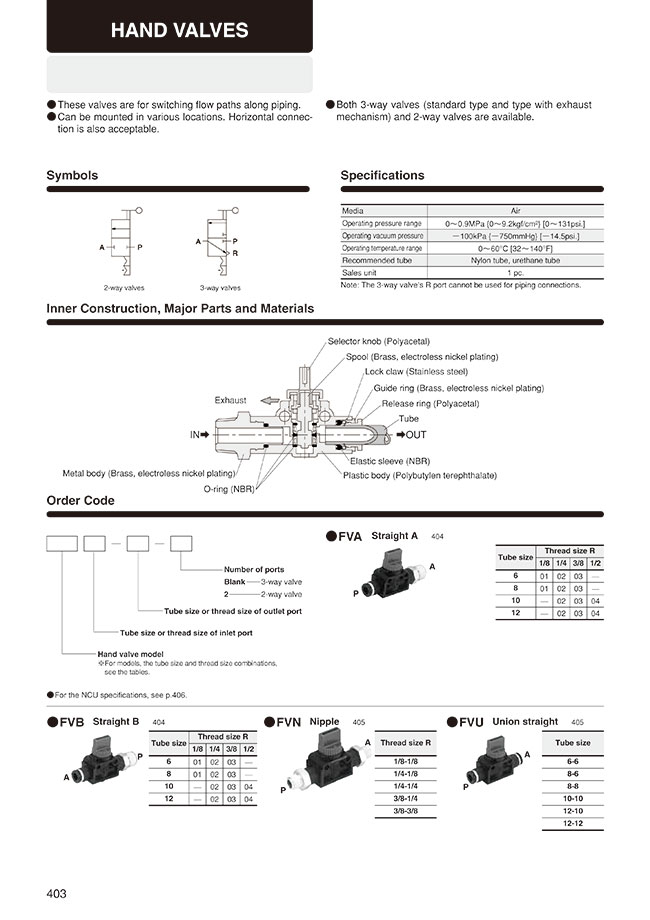 HAND VALVES
●These valves are for switching flow paths along piping.
●Can be mounted in various locations. Horizontal connec-
tion is also acceptable.
●Both 3-way valves (standard type and type with exhaust
mechanism) and 2-way valves are available.
Symbols
A P
2-way valves
A P
R
3-way valves
Specifications
Media Air
Operating pressure range 0～0.9MPa {0～9.2kgf/cm²} [0～131psi.]
Operating vacuum pressure －100kPa {－750mmHg} [－14.5psi.]
Operating temperature range 0～60°C [32～140°F]
Recommended tube Nylon tube, urethane tube
Sales unit 1 pc.
Note: The 3-way valve's R port cannot be used for piping connections.
Inner Construction, Major Parts and Materials
Selector knob (Polyacetal)
Spool (Brass, electroless nickel plating)
Lock claw (Stainless steel)
Guide ring (Brass, electroless nickel plating)
Release ring (Polyacetal)
Tube
Exhaust
IN➡ ➡OUT
Elastic sleeve (NBR)
Metal body (Brass, electroless nickel plating)
Plastic body (Polybutylen terephthalate)
O-ring (NBR)
Order Code
— — —
Number of ports
Blank 3-way valve
2 2-way valve
Tube size or thread size of outlet port
Tube size or thread size of inlet port
Hand valve model
※For models, the tube size and thread size combinations,
see the tables.
●For the NCU specifications, see p.406.
●FVA Straight A 404
A
P
Tube size Thread size R
1/8 1/4 3/8 1/2
6 01 02 03 —
8 01 02 03 —
10 — 02 03 04
12 — 02 03 04
●FVB Straight B 404
P
A
Tube size Thread size R
1/8 1/4 3/8 1/2
6 01 02 03 —
8 01 02 03 —
10 — 02 03 04
12 — 02 03 04
●FVN Nipple 405
A
P
Thread size R
1/8-1/8
1/4-1/8
1/4-1/4
3/8-1/4
3/8-3/8
●FVU Union straight 405
A
P
Tube size
6-6
8-6
8-8
10-10
12-10
12-12
403